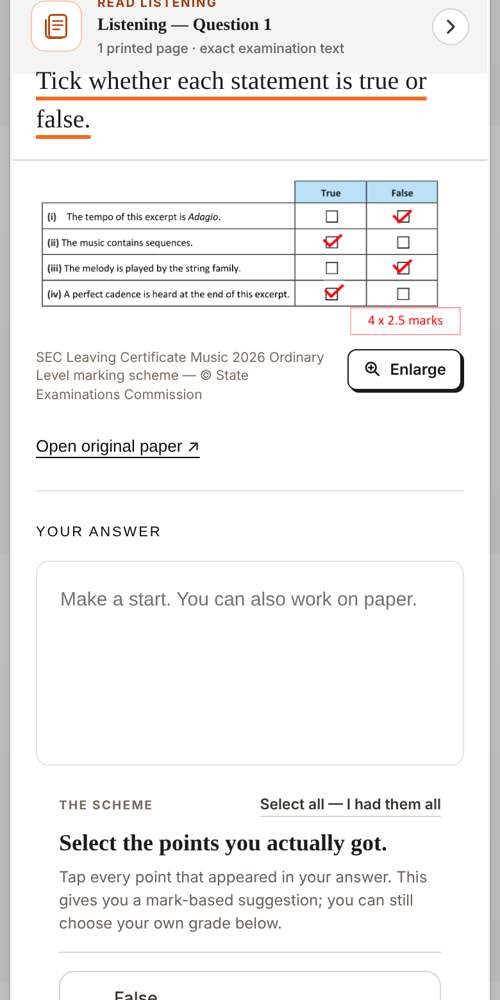 READ LISTENING
Listening — Question 1
1 printed page · exact examination text
Tick whether each statement is true or
false.
True False
(i) The tempo of this excerpt is Adagio.
(ii) The music contains sequences.
(iii) The melody is played by the string family.
(iv) A perfect cadence is heard at the end of this excerpt.
4 x 2.5 marks
SEC Leaving Certificate Music 2026 Ordinary
Level marking scheme — © State
Examinations Commission
Enlarge
Open original paper ↗
YOUR ANSWER
Make a start. You can also work on paper.
THE SCHEME
Select all — I had them all
Select the points you actually got.
Tap every point that appeared in your answer. This
gives you a mark-based suggestion; you can still
choose your own grade below.
False